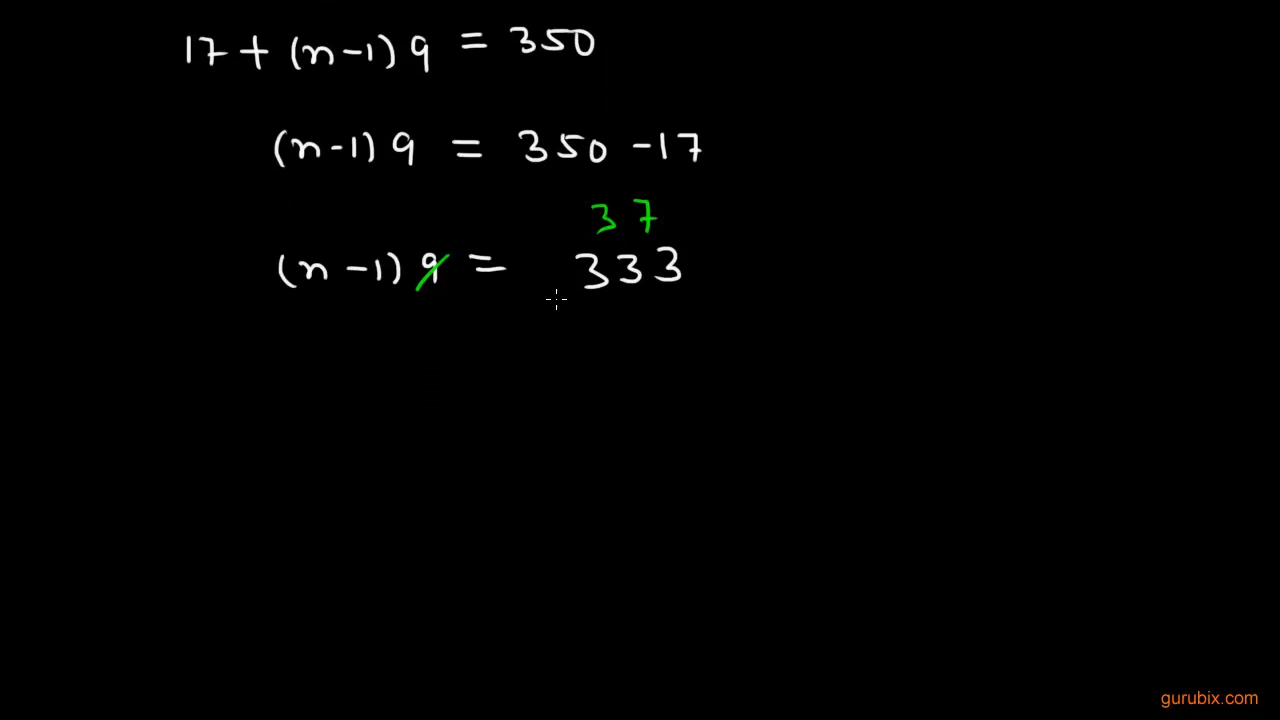 17 + (n-1) 9 = 350
(n-1) 9 = 350 - 17
37
(n-1) 9 = 333
gurubix.com